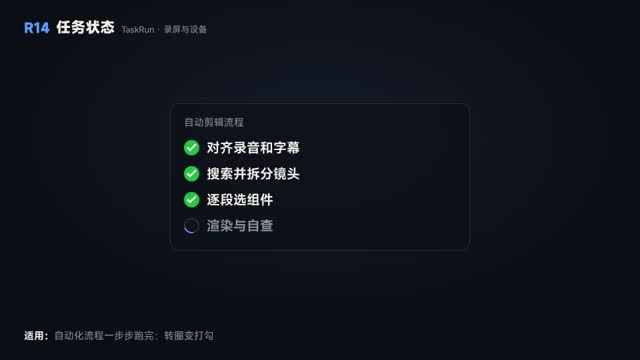 R14 任务状态 TaskRun · 录屏与设备
自动剪辑流程
对齐录音和字幕
搜索并拆分镜头
逐段选组件
渲染与自查
适用：自动化流程一步步跑完：转圈变打勾